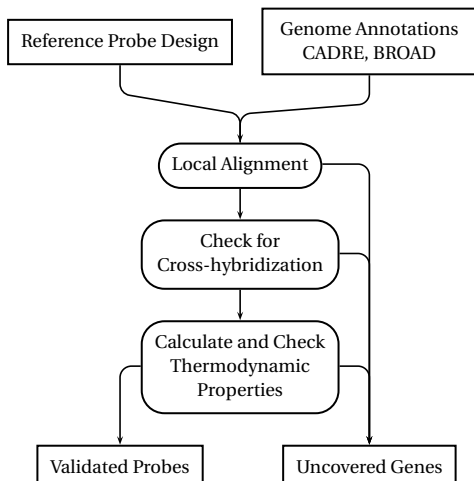 Reference Probe Design
Genome Annotations
CADRE, BROAD
Local Alignment
Check for
Cross-hybridization
Calculate and Check
Thermodynamic
Properties
Validated Probes
Uncovered Genes